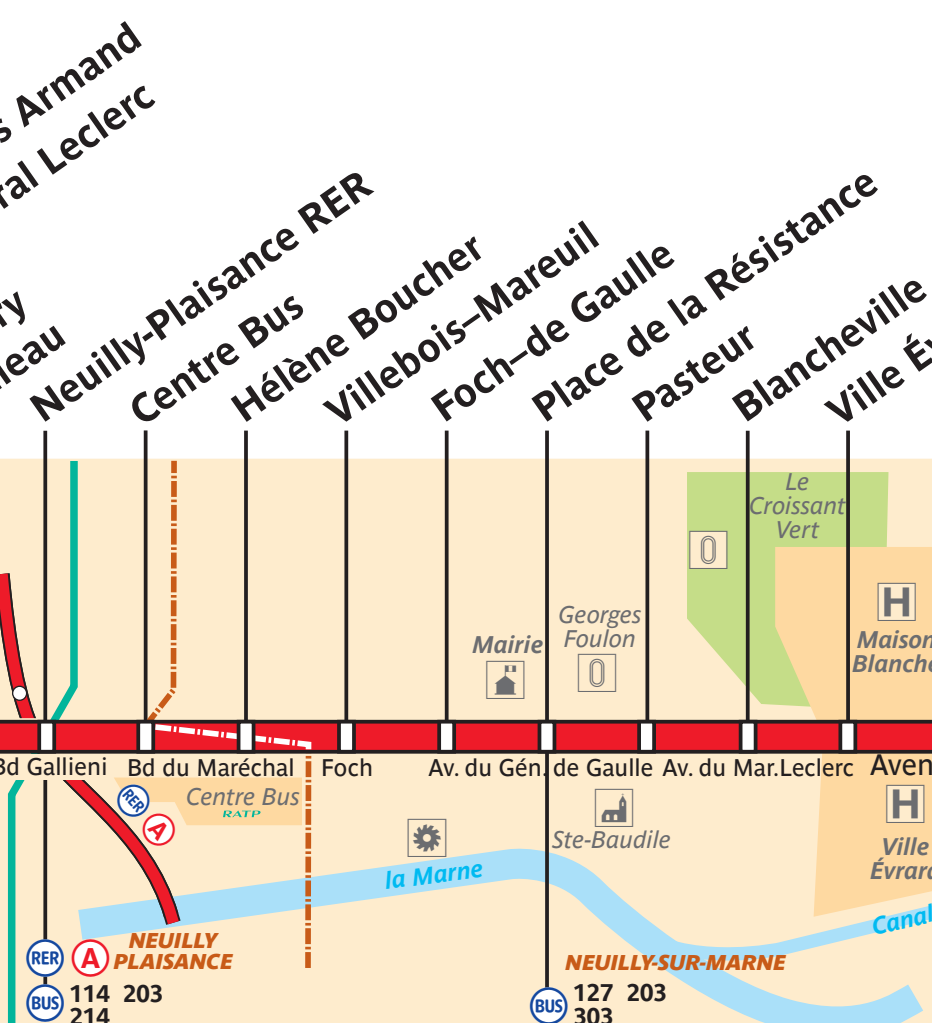 Armand
Leclerc
Neuilly-Plaisance RER
Centre Bus
Hélène Boucher
Villebois–Mareuil
Foch–de Gaulle
Place de la Résistance
Pasteur
Blancheville
Ville
Le
Croissant
Vert
Georges
Foulon
Mairie
H
Maison
Blanche
Bd Gallieni
Bd du Maréchal
Foch
Av. du Gén. de Gaulle
Av. du Mar.Leclerc
RER
A
Centre Bus
RATP
Ste-Baudile
H
Ville
Évrard
la Marne
Canal
RER A NEUILLY
PLAISANCE
BUS 114 203
214
NEUILLY-SUR-MARNE
BUS 127 203
303